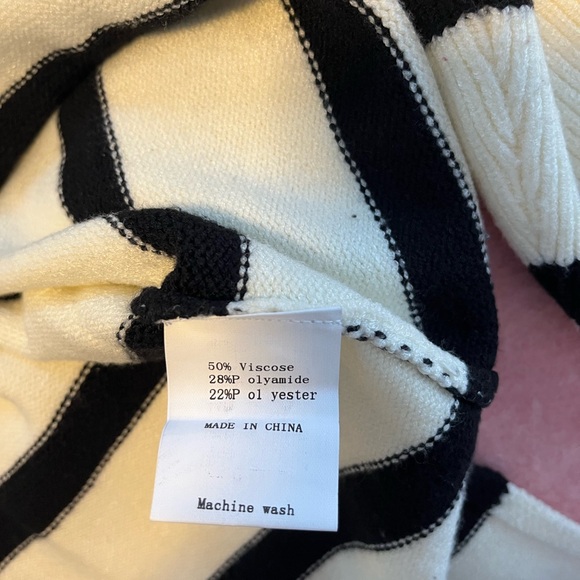 50% Viscose
28%P olyamide
22%P ol yester
MADE IN CHINA
Machine wash